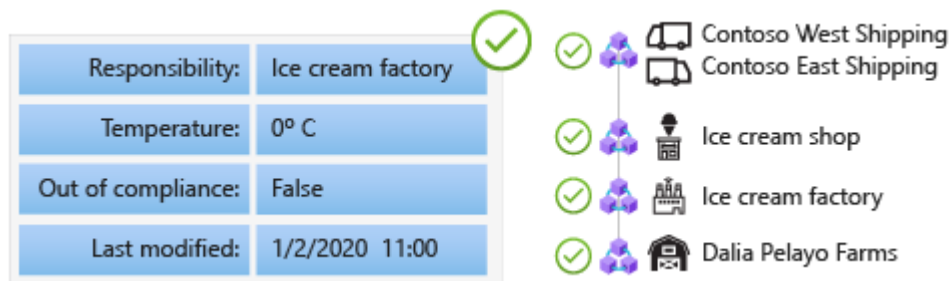 Responsibility: Ice cream factory
Temperature: 0º C
Out of compliance: False
Last modified: 1/2/2020 11:00
Contoso West Shipping
Contoso East Shipping
Ice cream shop
Ice cream factory
Dalia Pelayo Farms